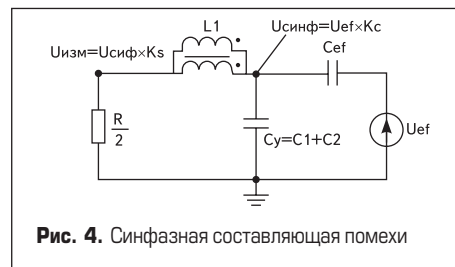 L1
Uсинф=Uef×Kc
Uизм=Uсиф×Ks
Cef
R
2
Cy=C1+C2
Uef
Рис. 4. Синфазная составляющая помехи